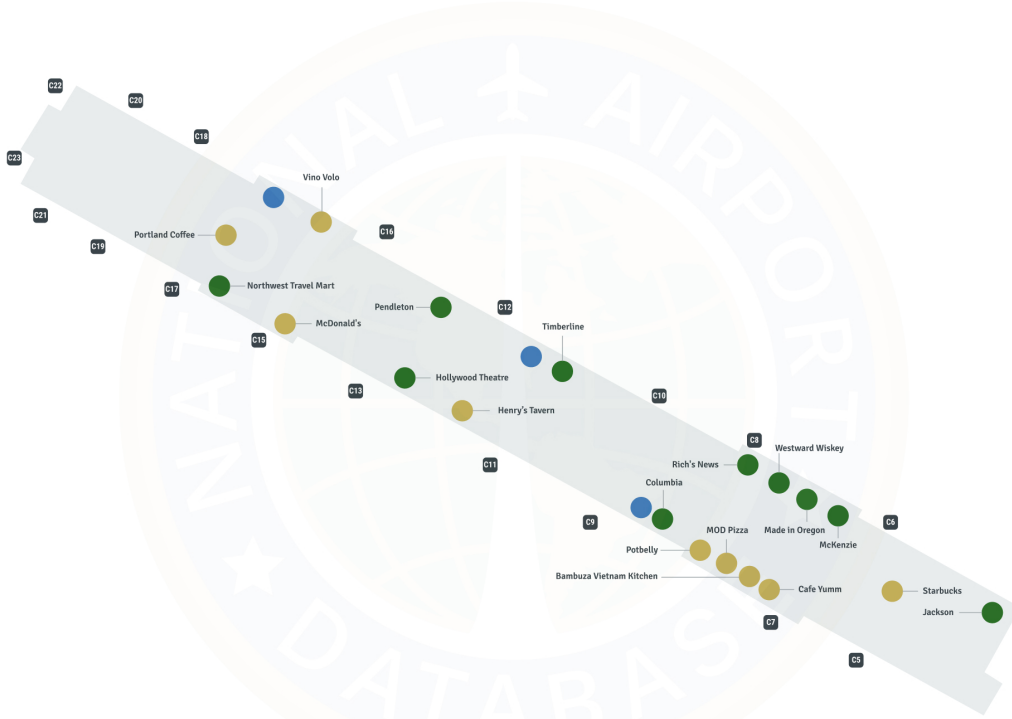 NATIONAL AIRPORT
DATABASE
C22
C20
C18
C23
Vino Volo
C21
Portland Coffee
C16
C19
Northwest Travel Mart
C17
Pendleton
C12
McDonald's
Timberline
C15
Hollywood Theatre
C13
C10
Henry's Tavern
C8
Westward Wiskey
C11
Rich's News
Columbia
C9
MOD Pizza
Made in Oregon
C6
McKenzie
Potbelly
Bambuza Vietnam Kitchen
Cafe Yumm
Starbucks
Jackson
C7
C5